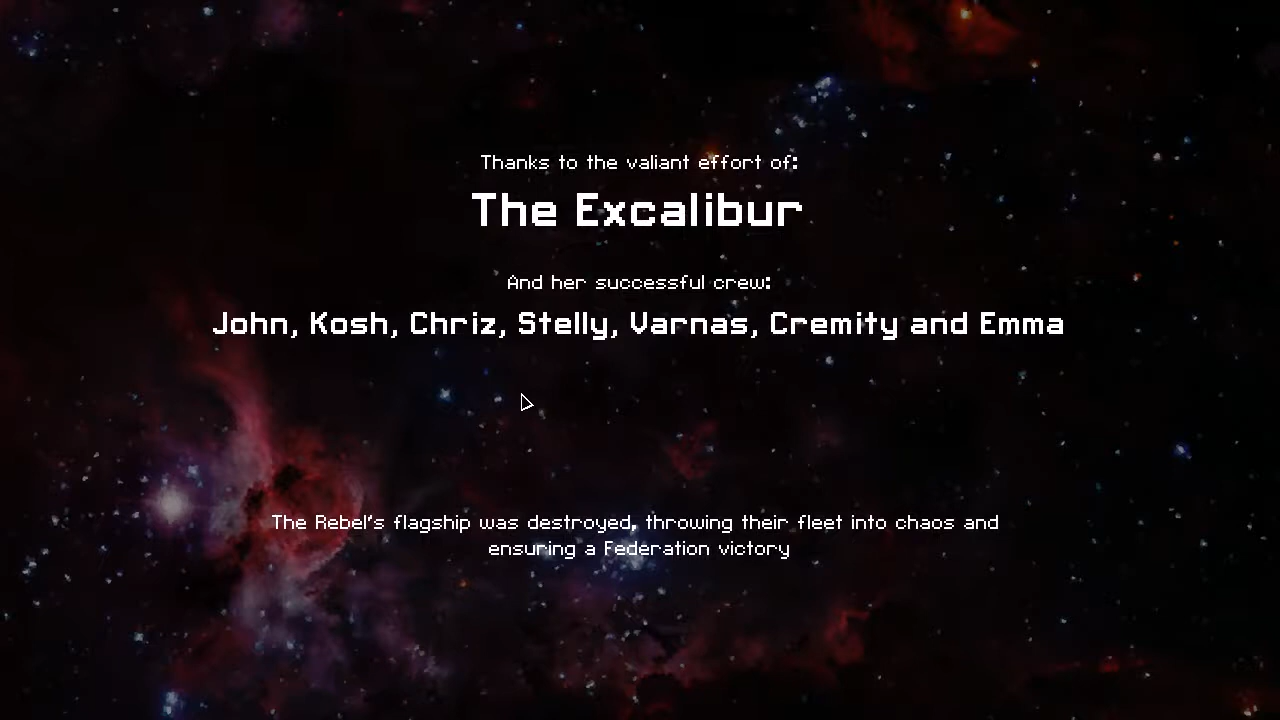 Thanks to the valiant effort of:
The Excalibur
And her successful crew:
John, Kosh, Chriz, Stelly, Varnas, Cremity and Emma
The Rebel's flagship was destroyed, throwing their fleet into chaos and
ensuring a Federation victory